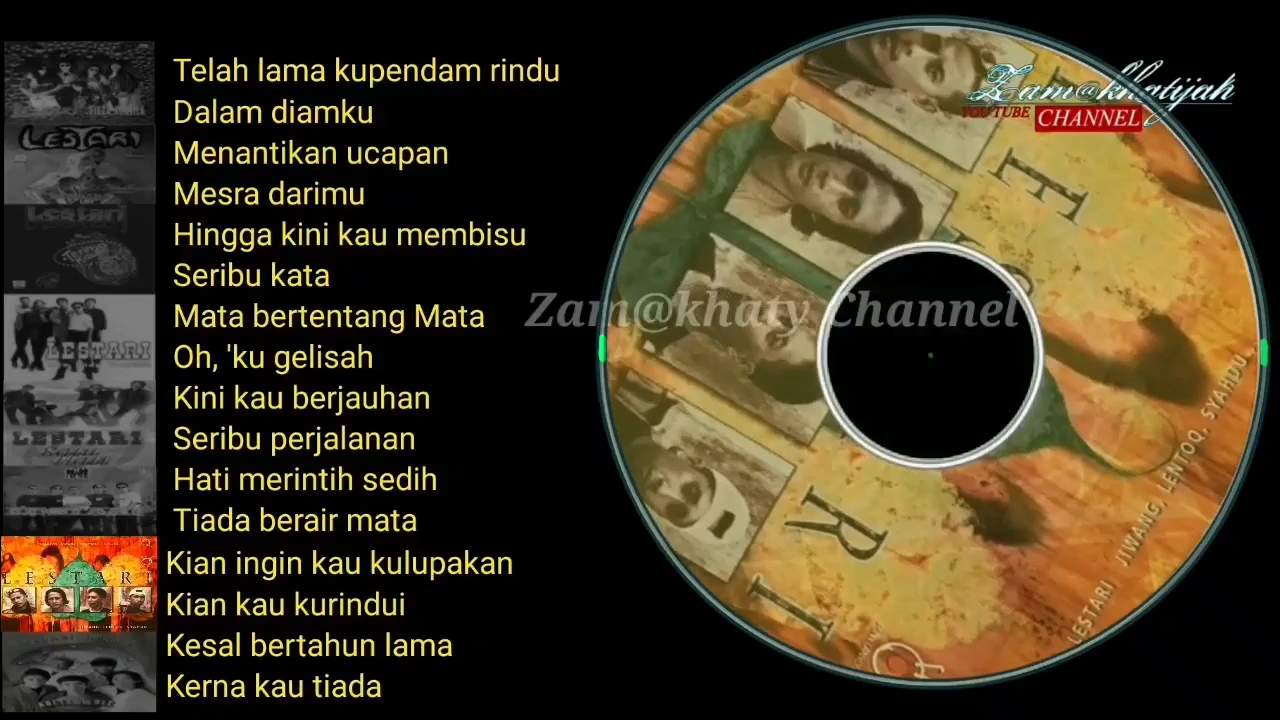 Telah lama kupendam rindu
Dalam diamku
Menantikan ucapan
Mesra darimu
Hingga kini kau membisu
Seribu kata
Mata bertentang Mata
Oh, 'ku gelisah
Kini kau berjauhan
Seribu perjalanan
Hati merintih sedih
Tiada berair mata
Kian ingin kau kulupakan
Kian kau kurindui
Kesal bertahun lama
Kerna kau tiada
LESTARI
Lestari
LESTARI
LESTARI
LESTARI
Zam@khatijah
YOU TUBE CHANNEL
Zam@khaty Channel
R I
LESTARI JIWANG, LENTOQ, SYAHDU